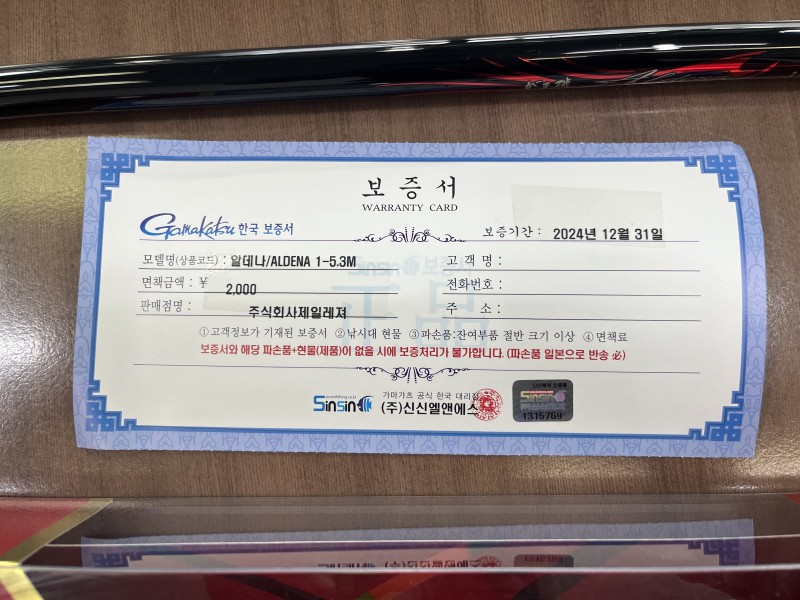 보증서
WARRANTY CARD
Gamakatsu 한국 보증서
보증기간 : 2024년 12월 31일
모델명(상품코드) : 알데나/ALDENA 1-5.3M
고 객 명 :
면책금액 : ¥ 2,000
전화번호 :
판매점명 : 주식회사제일레져
주 소 :
정품
①고객정보가 기재된 보증서 ②낚시대 현물 ③파손품:잔여부품 절반 크기 이상 ④면책료
보증서와 해당 파손품+현물(제품)이 없을 시에 보증처리가 불가합니다. (파손품 일본으로 반송 必)
SinSin
가마가츠 공식 한국 대리점
(주)신신엘앤에스
SinSin
1315769